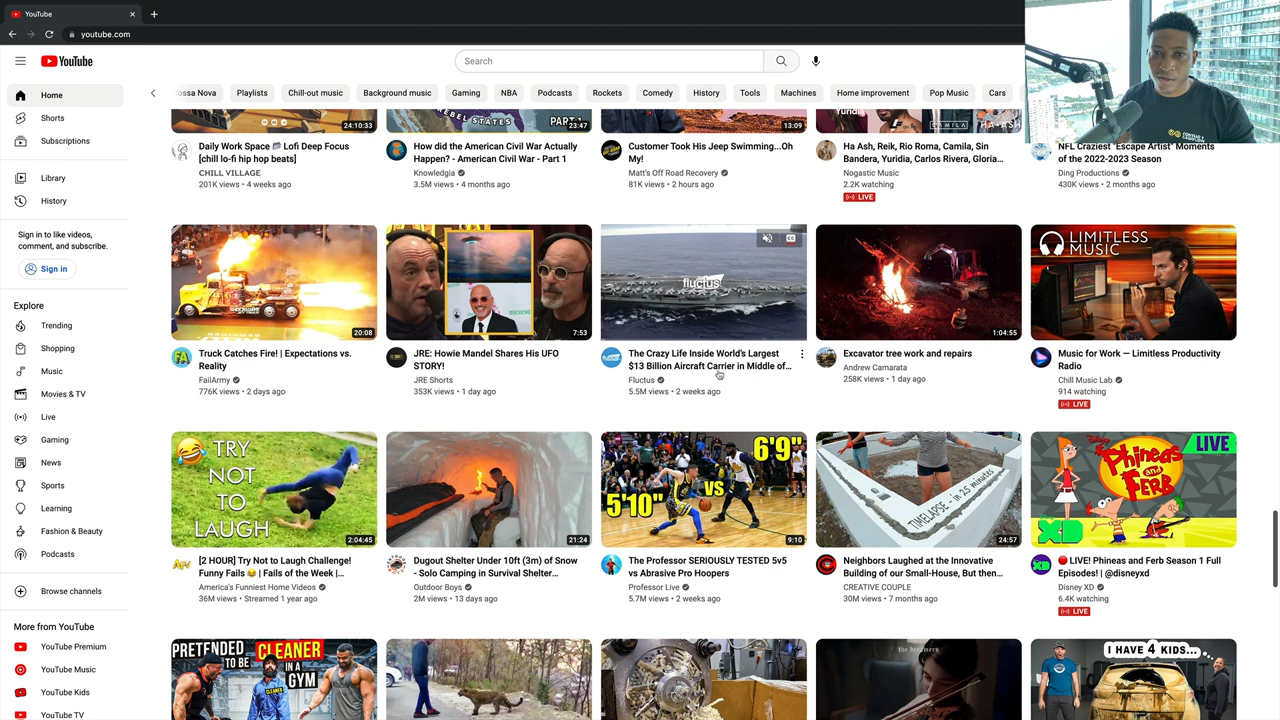 YouTube
youtube.com
YouTube
Search
Home
Shorts
Subscriptions
Library
History
Sign in to like videos,
comment, and subscribe.
Sign in
Explore
Trending
Shopping
Music
Movies & TV
Live
Gaming
News
Sports
Learning
Fashion & Beauty
Podcasts
Browse channels
More from YouTube
YouTube Premium
YouTube Music
YouTube Kids
YouTube TV
ossa Nova
Playlists
Chill-out music
Background music
Gaming
NBA
Podcasts
Rockets
Comedy
History
Tools
Machines
Home improvement
Pop Music
Cars
24:10:33
Daily Work Space 📖 Lofi Deep Focus
[chill lo-fi hip hop beats]
CHILL VILLAGE
201K views • 4 weeks ago
REBEL STATES
PART 1
23:47
How did the American Civil War Actually
Happen? - American Civil War - Part 1
Knowledgia
3.5M views • 4 months ago
13:09
Customer Took His Jeep Swimming...Oh
My!
Matt's Off Road Recovery
81K views • 2 hours ago
CAMILA
HA*ASH
Ha Ash, Reik, Rio Roma, Camila, Sin
Bandera, Yuridia, Carlos Rivera, Gloria...
Nogastic Music
2.2K watching
LIVE
NFL Craziest "Escape Artist" Moments
of the 2022-2023 Season
Ding Productions
430K views • 2 months ago
20:08
Truck Catches Fire! | Expectations vs.
Reality
FailArmy
776K views • 2 days ago
7:53
JRE: Howie Mandel Shares His UFO
STORY!
JRE Shorts
353K views • 1 day ago
fluctus
The Crazy Life Inside World's Largest
$13 Billion Aircraft Carrier in Middle of...
Fluctus
5.5M views • 2 weeks ago
1:04:55
Excavator tree work and repairs
Andrew Camarata
258K views • 1 day ago
LIMITLESS
MUSIC
Music for Work — Limitless Productivity
Radio
Chill Music Lab
914 watching
LIVE
TRY
NOT
TO
LAUGH
2:04:45
[2 HOUR] Try Not to Laugh Challenge!
Funny Fails 😂 | Fails of the Week |...
America's Funniest Home Videos
36M views • Streamed 1 year ago
21:24
Dugout Shelter Under 10ft (3m) of Snow
- Solo Camping in Survival Shelter...
Outdoor Boys
2M views • 13 days ago
6'9"
5'10"
VS
9:10
The Professor SERIOUSLY TESTED 5v5
vs Abrasive Pro Hoopers
Professor Live
5.7M views • 2 weeks ago
TIMELAPSE - in 25 minutes
24:57
Neighbors Laughed at the Innovative
Building of our Small-House, But then...
CREATIVE COUPLE
30M views • 7 months ago
LIVE
Disney
Phineas
and
FERB
XD
🔴 LIVE! Phineas and Ferb Season 1 Full
Episodes! | @disneyxd
Disney XD
6.4K watching
LIVE
PRETENDED
TO BE A
CLEANER
IN A
GYM
the dreamers
I HAVE 4 KIDS...